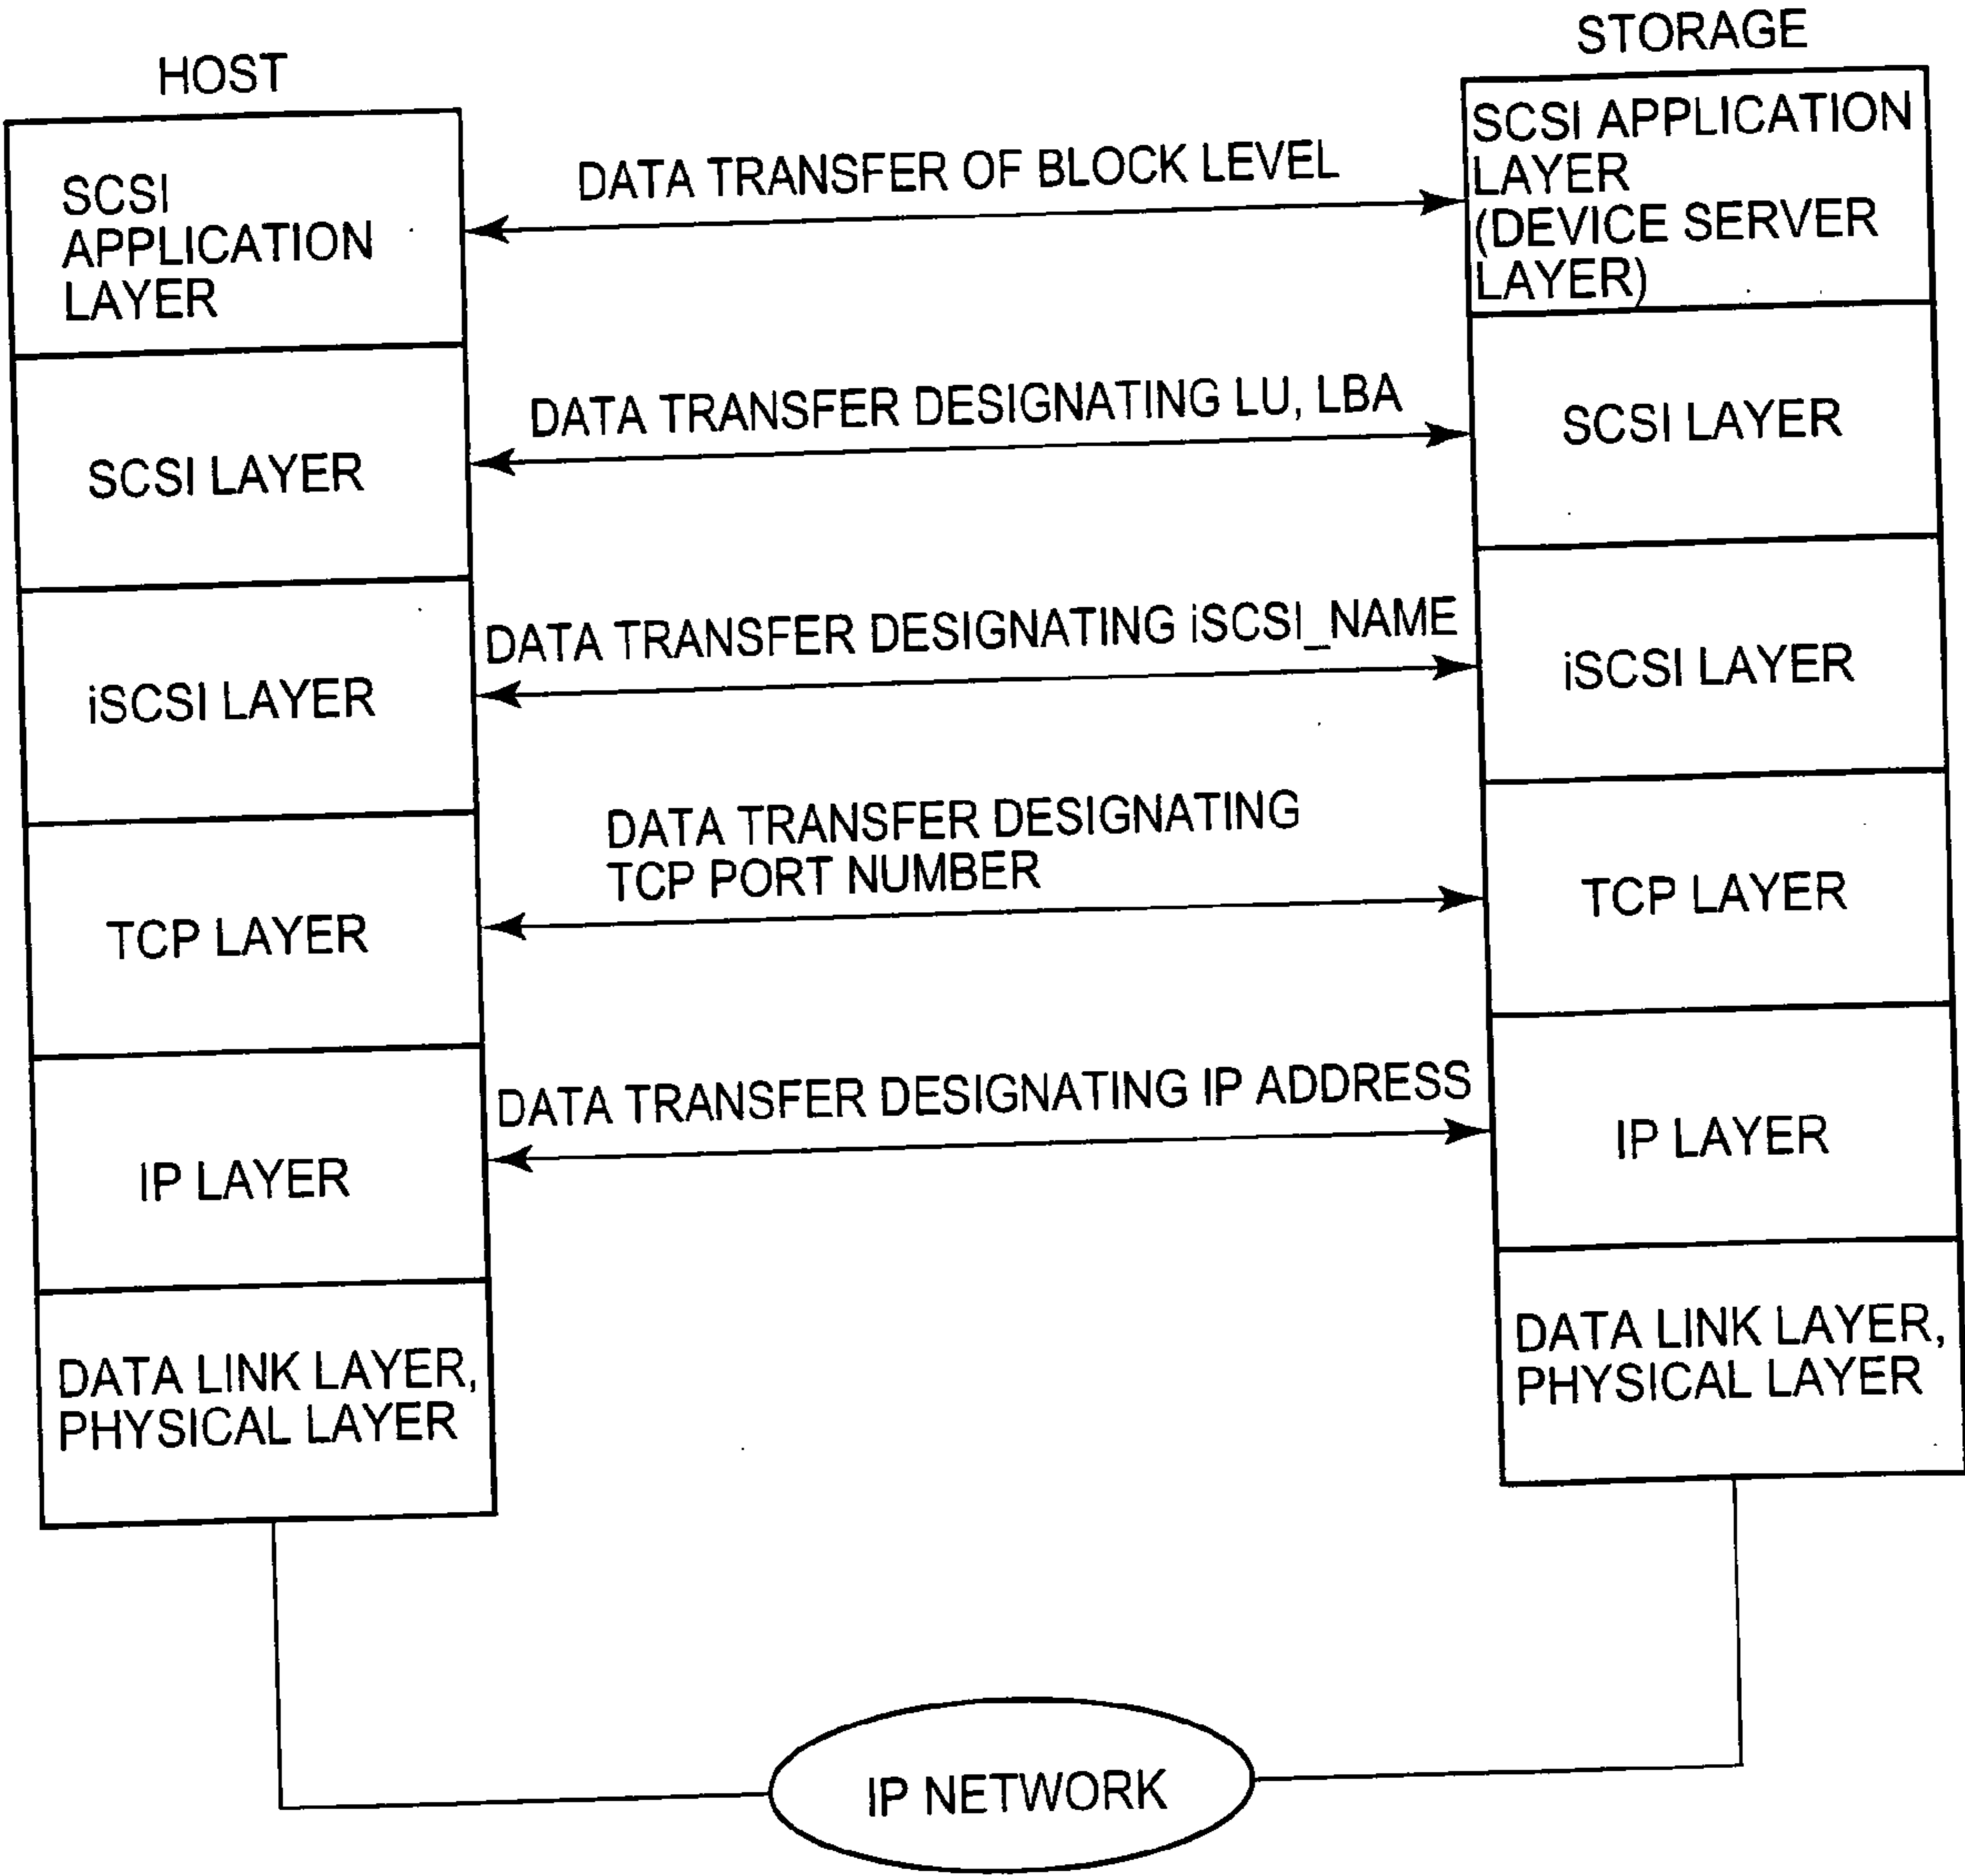 HOST
STORAGE
SCSI
APPLICATION
LAYER
DATA TRANSFER OF BLOCK LEVEL
SCSI APPLICATION
LAYER
(DEVICE SERVER
LAYER)
SCSI LAYER
DATA TRANSFER DESIGNATING LU, LBA
SCSI LAYER
iSCSI LAYER
DATA TRANSFER DESIGNATING iSCSI_NAME
iSCSI LAYER
TCP LAYER
DATA TRANSFER DESIGNATING
TCP PORT NUMBER
TCP LAYER
IP LAYER
DATA TRANSFER DESIGNATING IP ADDRESS
IP LAYER
DATA LINK LAYER,
PHYSICAL LAYER
DATA LINK LAYER,
PHYSICAL LAYER
IP NETWORK